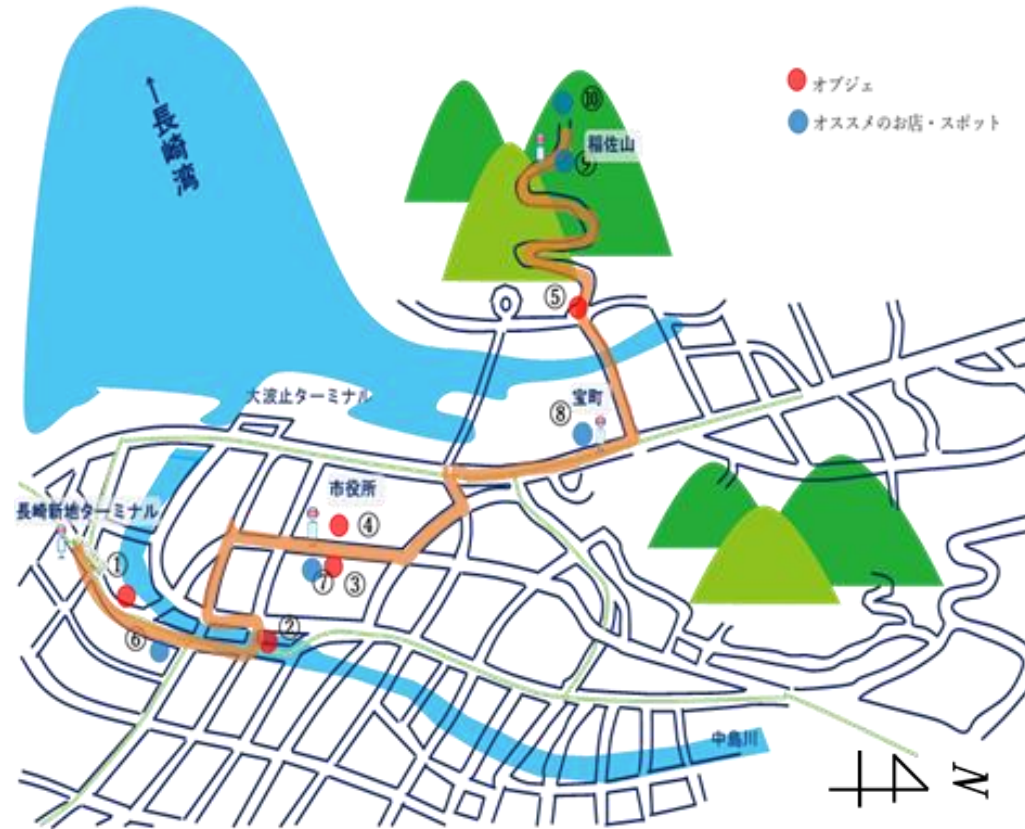 ←長崎湾
オブジェ
オススメのお店・スポット
⑩
稲佐山
⑨
⑤
大波止ターミナル
宝町
⑧
市役所
長崎新地ターミナル
④
①
⑦
③
②
⑥
中島川
N